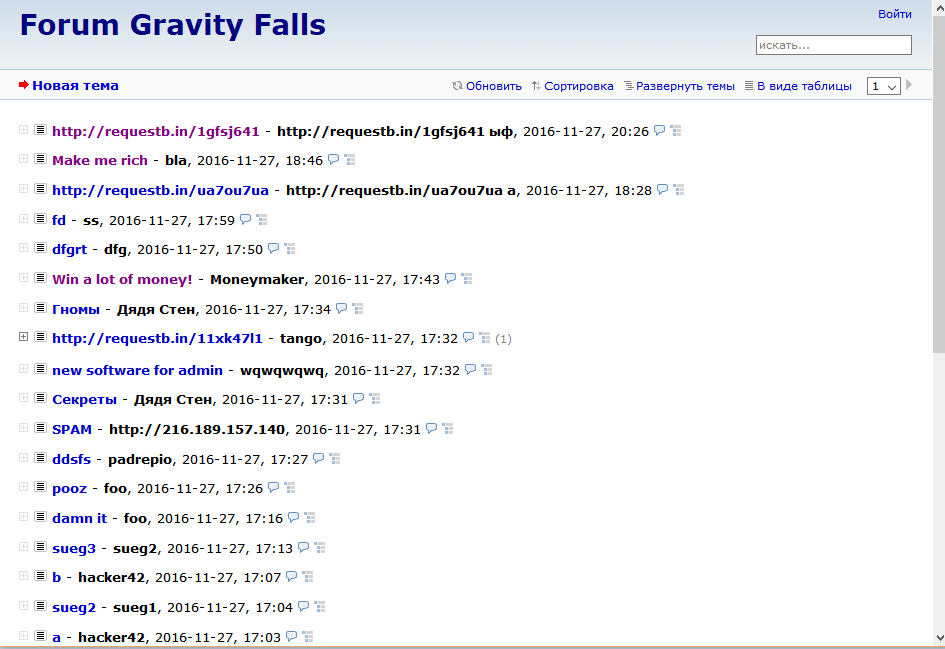 Forum Gravity Falls
Войти
искать...
Новая тема
Обновить Сортировка Развернуть темы В виде таблицы 1
http://requestb.in/1gfsj641 - http://requestb.in/1gfsj641 ыф, 2016-11-27, 20:26
Make me rich - bla, 2016-11-27, 18:46
http://requestb.in/ua7ou7ua - http://requestb.in/ua7ou7ua a, 2016-11-27, 18:28
fd - ss, 2016-11-27, 17:59
dfgrt - dfg, 2016-11-27, 17:50
Win a lot of money! - Moneymaker, 2016-11-27, 17:43
Гномы - Дядя Стен, 2016-11-27, 17:34
http://requestb.in/11xk47l1 - tango, 2016-11-27, 17:32 (1)
new software for admin - wqwqwqwq, 2016-11-27, 17:32
Секреты - Дядя Стен, 2016-11-27, 17:31
SPAM - http://216.189.157.140, 2016-11-27, 17:31
ddsfs - padrepio, 2016-11-27, 17:27
pooz - foo, 2016-11-27, 17:26
damn it - foo, 2016-11-27, 17:16
sueg3 - sueg2, 2016-11-27, 17:13
b - hacker42, 2016-11-27, 17:07
sueg2 - sueg1, 2016-11-27, 17:04
a - hacker42, 2016-11-27, 17:03